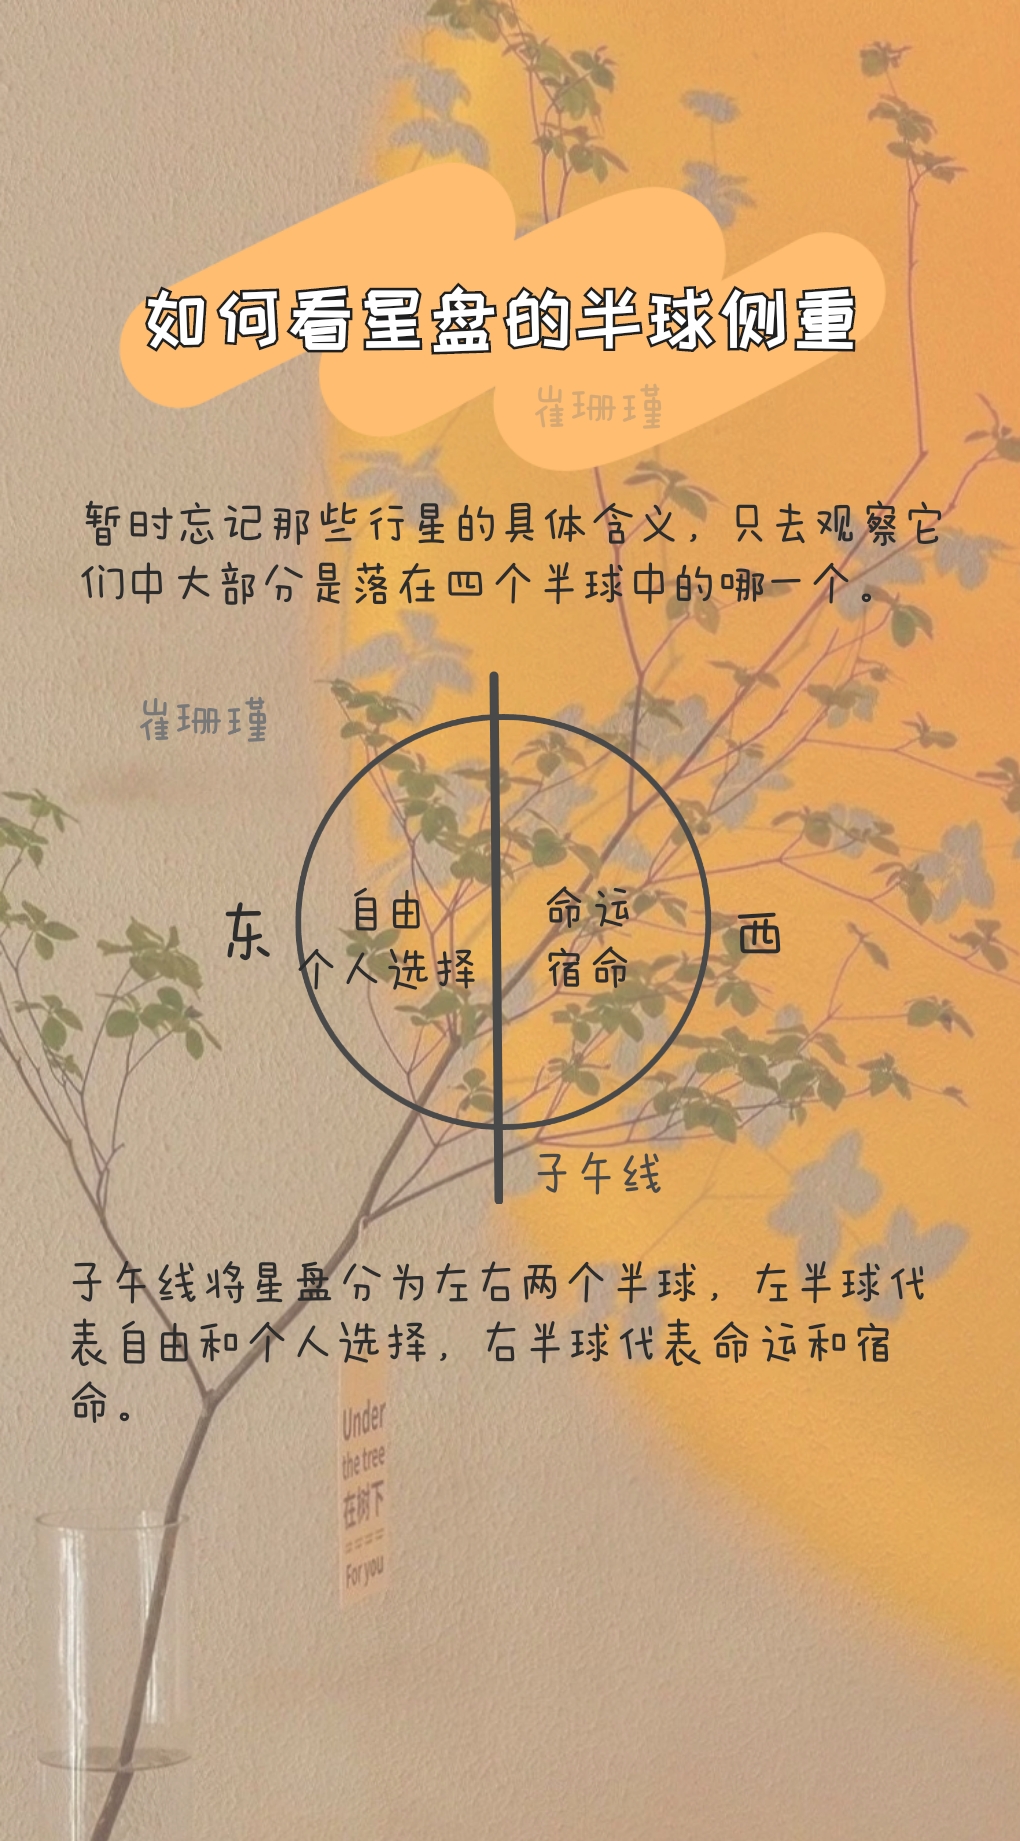 如何看星盘的半球侧重
崔珊瑾
暂时忘记那些行星的具体含义，只去观察它
们中大部分是落在四个半球中的哪一个。
崔珊瑾
东
自由
个人选择
命运
宿命
西
子午线
子午线将星盘分为左右两个半球，左半球代
表自由和个人选择，右半球代表命运和宿
命。
Under
the tree
在树下
For you